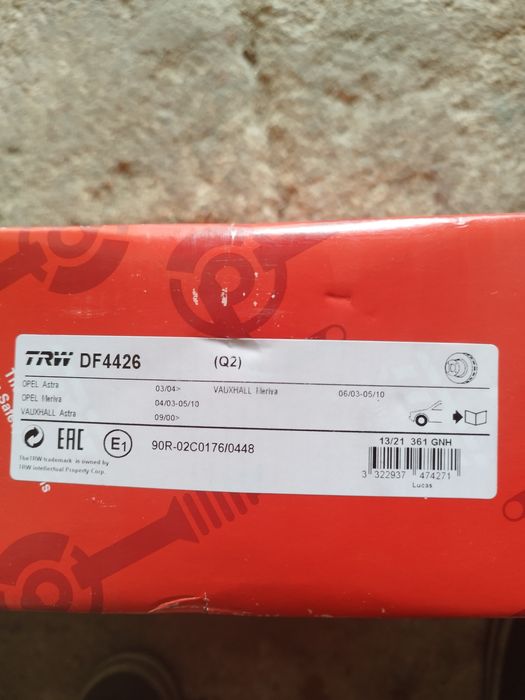 TRW DF4426 (Q2)
OPEL Astra 03/04> VAUXHALL Meriva 06/03-05/10
OPEL Meriva 04/03-05/10
VAUXHALL Astra 09/00>
EAC E1 90R-02C0176/0448
13/21 361 GNH
TheTRW trademark is owned by
TRW Intellectual Property Corp.
3 322937 474271
Lucas